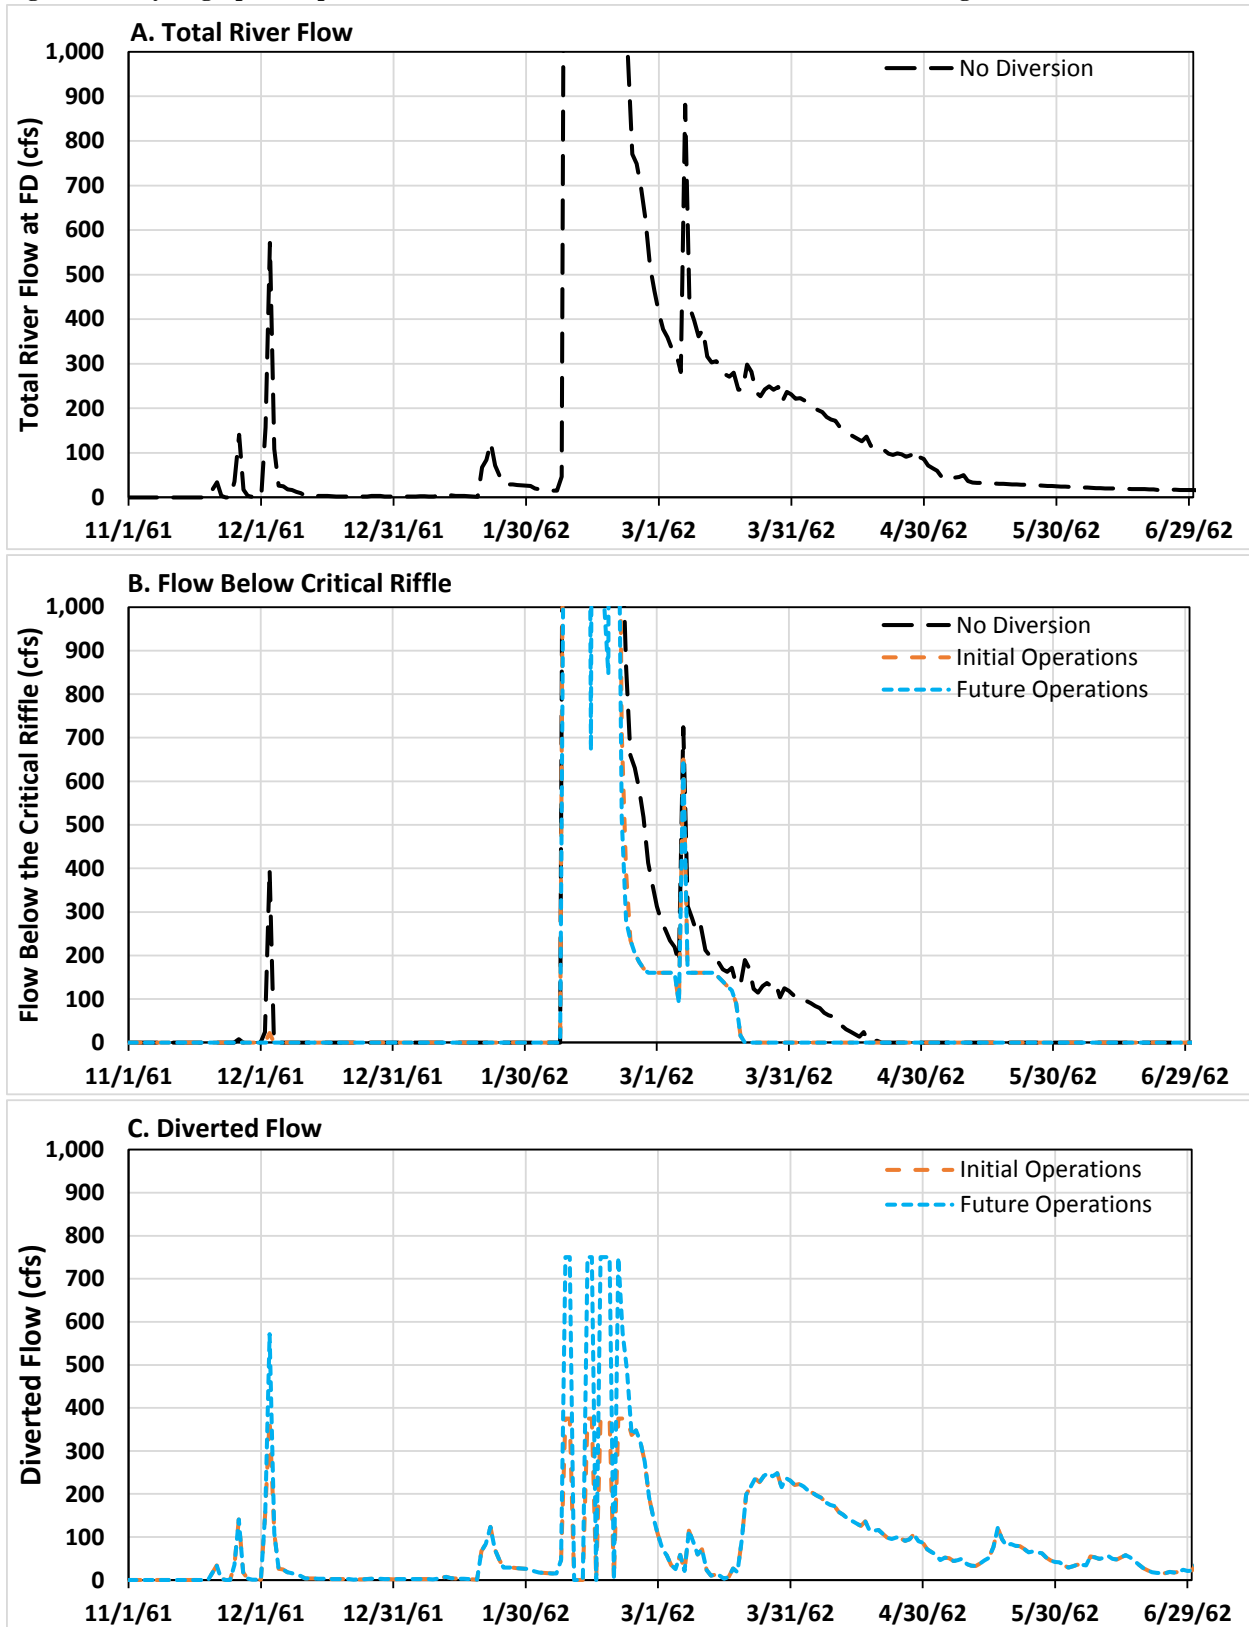 A. Total River Flow
1,000
900
800
700
600
500
400
300
200
100
0
Total River Flow at FD (cfs)
No Diversion
11/1/61 12/1/61 12/31/61 1/30/62 3/1/62 3/31/62 4/30/62 5/30/62 6/29/62
B. Flow Below Critical Riffle
1,000
900
800
700
600
500
400
300
200
100
0
Flow Below the Critical Riffle (cfs)
No Diversion
Initial Operations
Future Operations
11/1/61 12/1/61 12/31/61 1/30/62 3/1/62 3/31/62 4/30/62 5/30/62 6/29/62
C. Diverted Flow
1,000
900
800
700
600
500
400
300
200
100
0
Diverted Flow (cfs)
Initial Operations
Future Operations
11/1/61 12/1/61 12/31/61 1/30/62 3/1/62 3/31/62 4/30/62 5/30/62 6/29/62